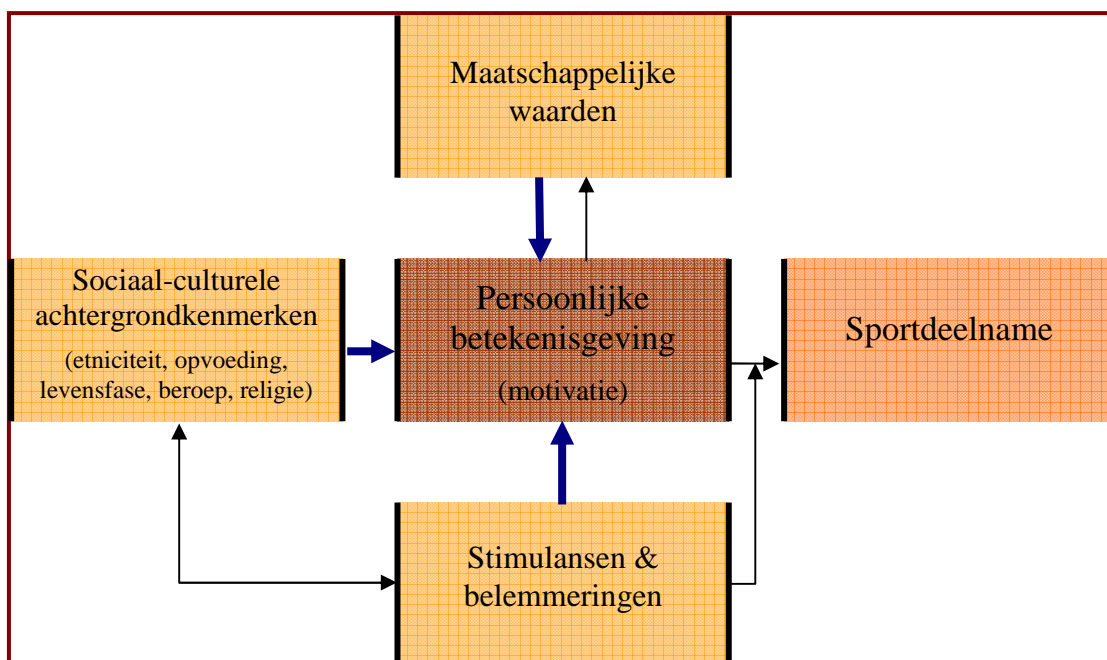 Maatschappelijke
waarden
Sociaal-culturele
achtergrondkenmerken
(etniciteit, opvoeding,
levensfase, beroep, religie)
Persoonlijke
betekenisgeving
(motivatie)
Sportdeelname
Stimulansen &
belemmeringen